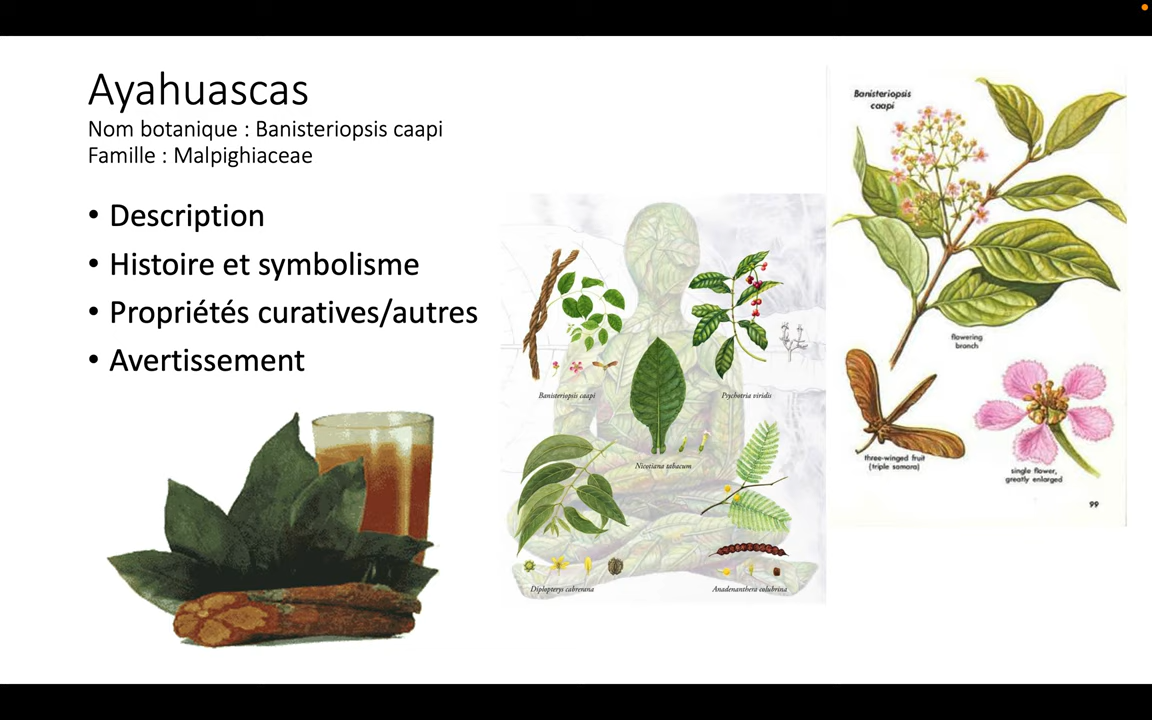 Ayahuascas
Nom botanique : Banisteriopsis caapi
Famille : Malpighiaceae
• Description
• Histoire et symbolisme
• Propriétés curatives/autres
• Avertissement
Banisteriopsis caapi
Psychotria viridis
Nicotiana tabacum
Diplopterys cabrerana
Anadenanthera colubrina
Banisteriopsis
caapi
flowering
branch
three-winged fruit
(triple samara)
single flower,
greatly enlarged
99